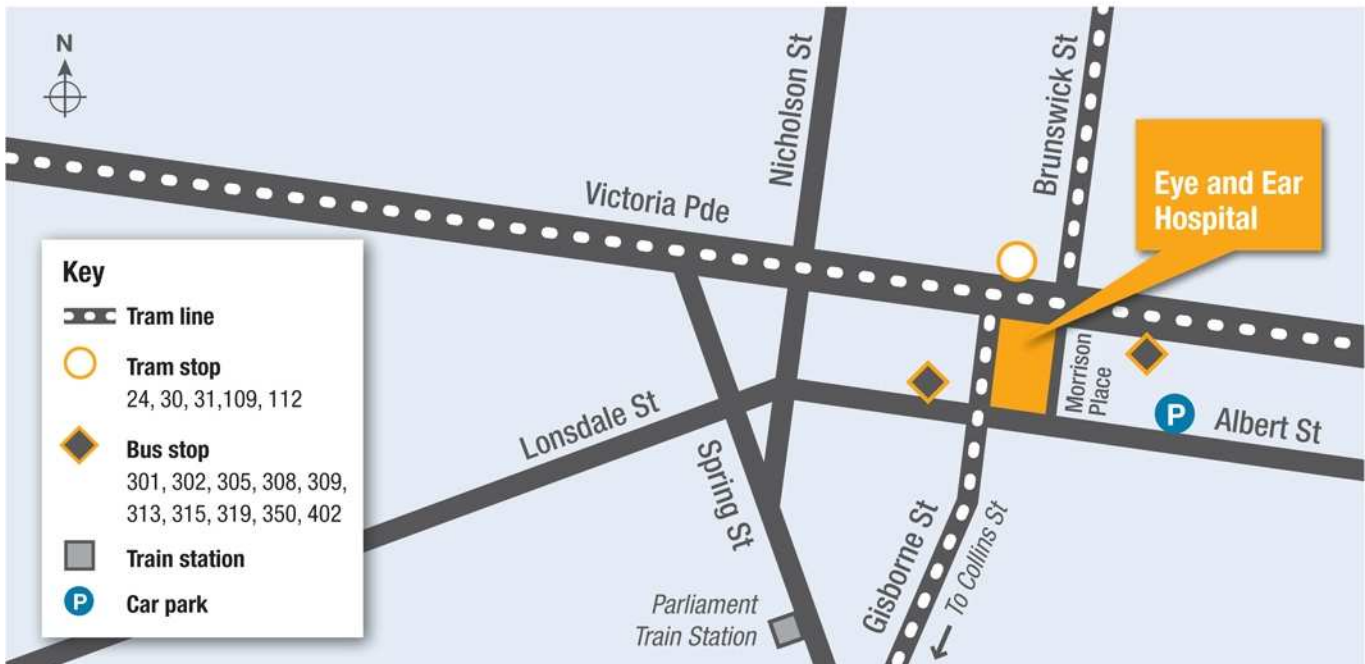 N
Nicholson St
Brunswick St
Victoria Pde
Eye and Ear
Hospital
Key
Tram line
Tram stop
24, 30, 31,109, 112
Bus stop
301, 302, 305, 308, 309,
313, 315, 319, 350, 402
Train station
P Car park
Lonsdale St
Spring St
Morrison
Place
P
Albert St
Gisborne St
To Collins St
Parliament
Train Station